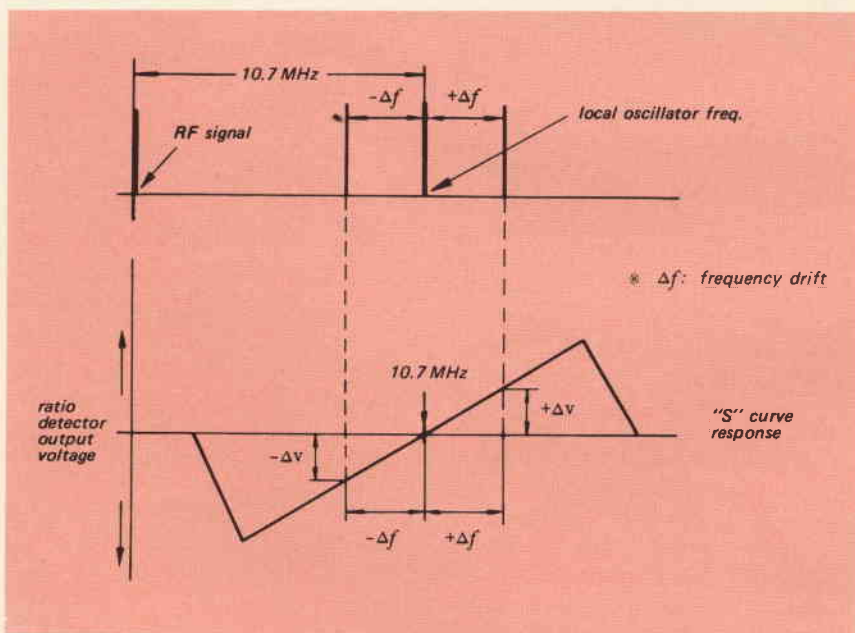 10.7 MHz
−Δf
+Δf
RF signal
local oscillator freq.
* Δf: frequency drift
10.7 MHz
ratio
detector
output
voltage
+Δv
−Δv
"S" curve
response
−Δf
+Δf